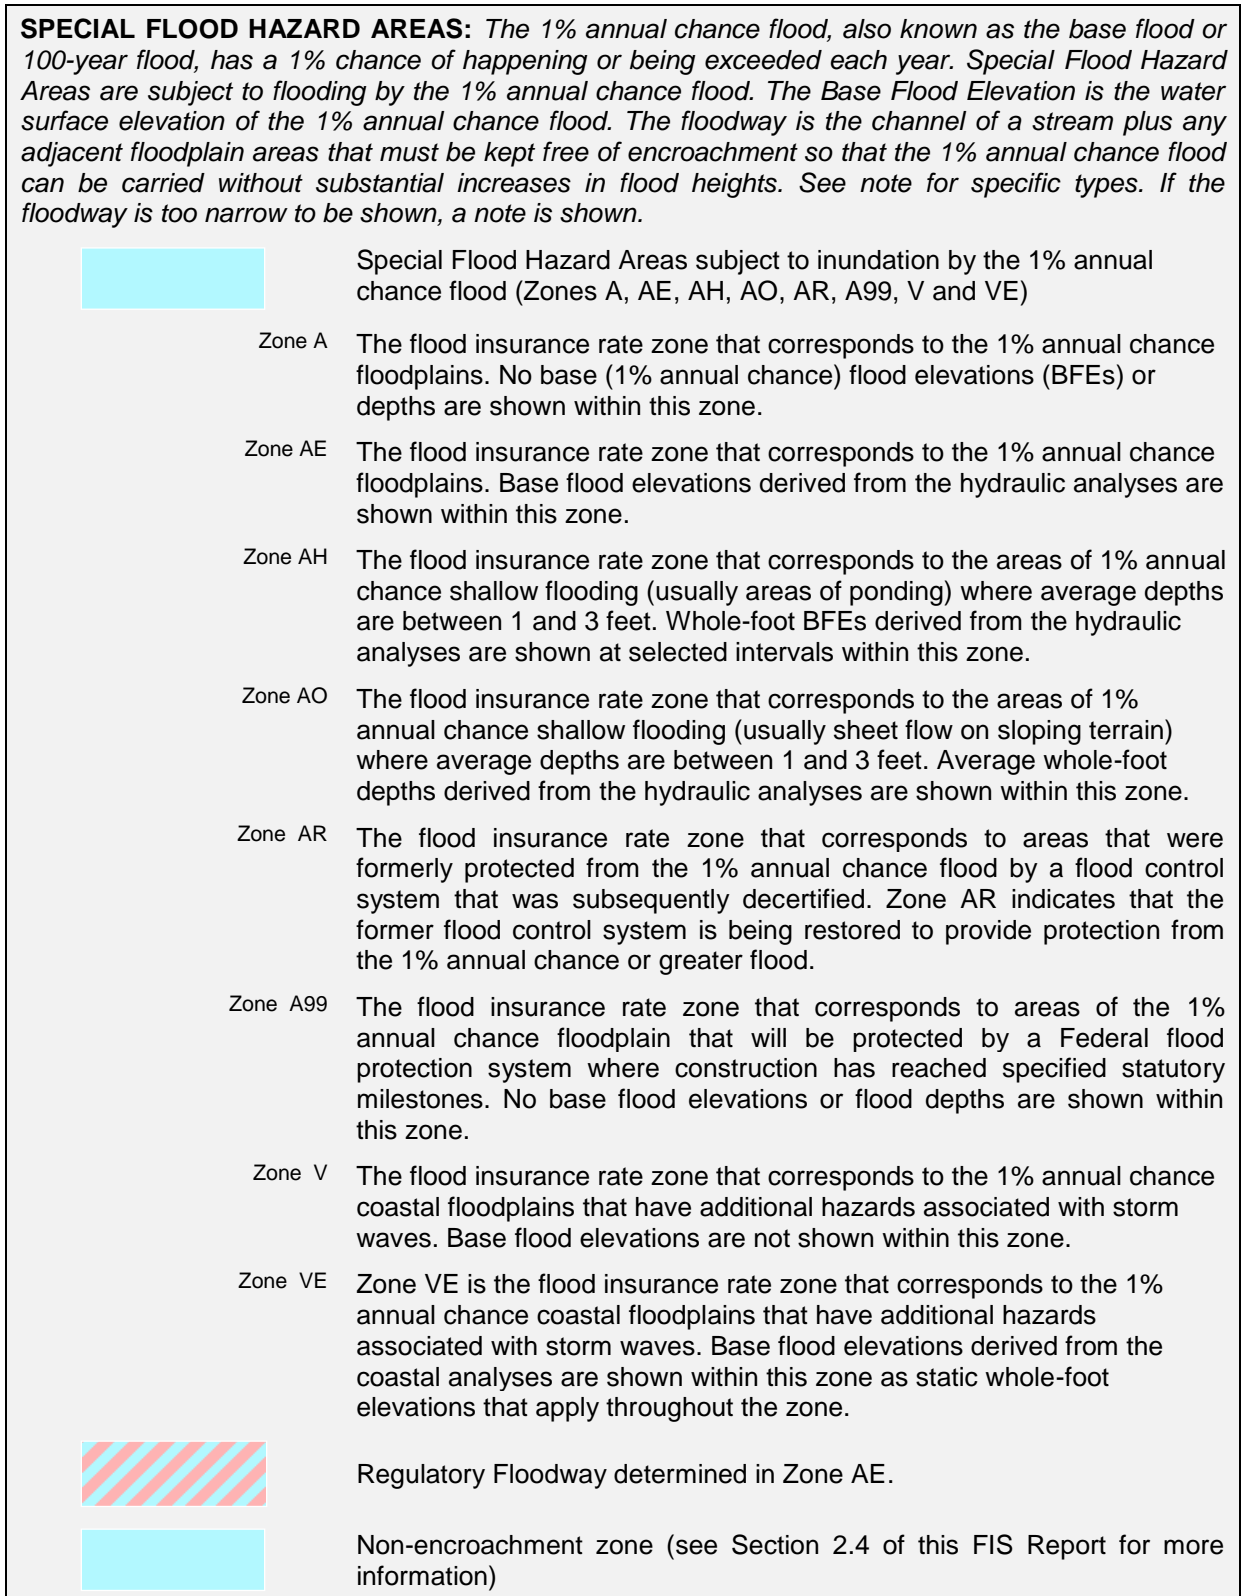 SPECIAL FLOOD HAZARD AREAS: The 1% annual chance flood, also known as the base flood or
100-year flood, has a 1% chance of happening or being exceeded each year. Special Flood Hazard
Areas are subject to flooding by the 1% annual chance flood. The Base Flood Elevation is the water
surface elevation of the 1% annual chance flood. The floodway is the channel of a stream plus any
adjacent floodplain areas that must be kept free of encroachment so that the 1% annual chance flood
can be carried without substantial increases in flood heights. See note for specific types. If the
floodway is too narrow to be shown, a note is shown.
Special Flood Hazard Areas subject to inundation by the 1% annual
chance flood (Zones A, AE, AH, AO, AR, A99, V and VE)
Zone A The flood insurance rate zone that corresponds to the 1% annual chance
floodplains. No base (1% annual chance) flood elevations (BFEs) or
depths are shown within this zone.
Zone AE The flood insurance rate zone that corresponds to the 1% annual chance
floodplains. Base flood elevations derived from the hydraulic analyses are
shown within this zone.
Zone AH The flood insurance rate zone that corresponds to the areas of 1% annual
chance shallow flooding (usually areas of ponding) where average depths
are between 1 and 3 feet. Whole-foot BFEs derived from the hydraulic
analyses are shown at selected intervals within this zone.
Zone AO The flood insurance rate zone that corresponds to the areas of 1%
annual chance shallow flooding (usually sheet flow on sloping terrain)
where average depths are between 1 and 3 feet. Average whole-foot
depths derived from the hydraulic analyses are shown within this zone.
Zone AR The flood insurance rate zone that corresponds to areas that were
formerly protected from the 1% annual chance flood by a flood control
system that was subsequently decertified. Zone AR indicates that the
former flood control system is being restored to provide protection from
the 1% annual chance or greater flood.
Zone A99 The flood insurance rate zone that corresponds to areas of the 1%
annual chance floodplain that will be protected by a Federal flood
protection system where construction has reached specified statutory
milestones. No base flood elevations or flood depths are shown within
this zone.
Zone V The flood insurance rate zone that corresponds to the 1% annual chance
coastal floodplains that have additional hazards associated with storm
waves. Base flood elevations are not shown within this zone.
Zone VE Zone VE is the flood insurance rate zone that corresponds to the 1%
annual chance coastal floodplains that have additional hazards
associated with storm waves. Base flood elevations derived from the
coastal analyses are shown within this zone as static whole-foot
elevations that apply throughout the zone.
Regulatory Floodway determined in Zone AE.
Non-encroachment zone (see Section 2.4 of this FIS Report for more
information)